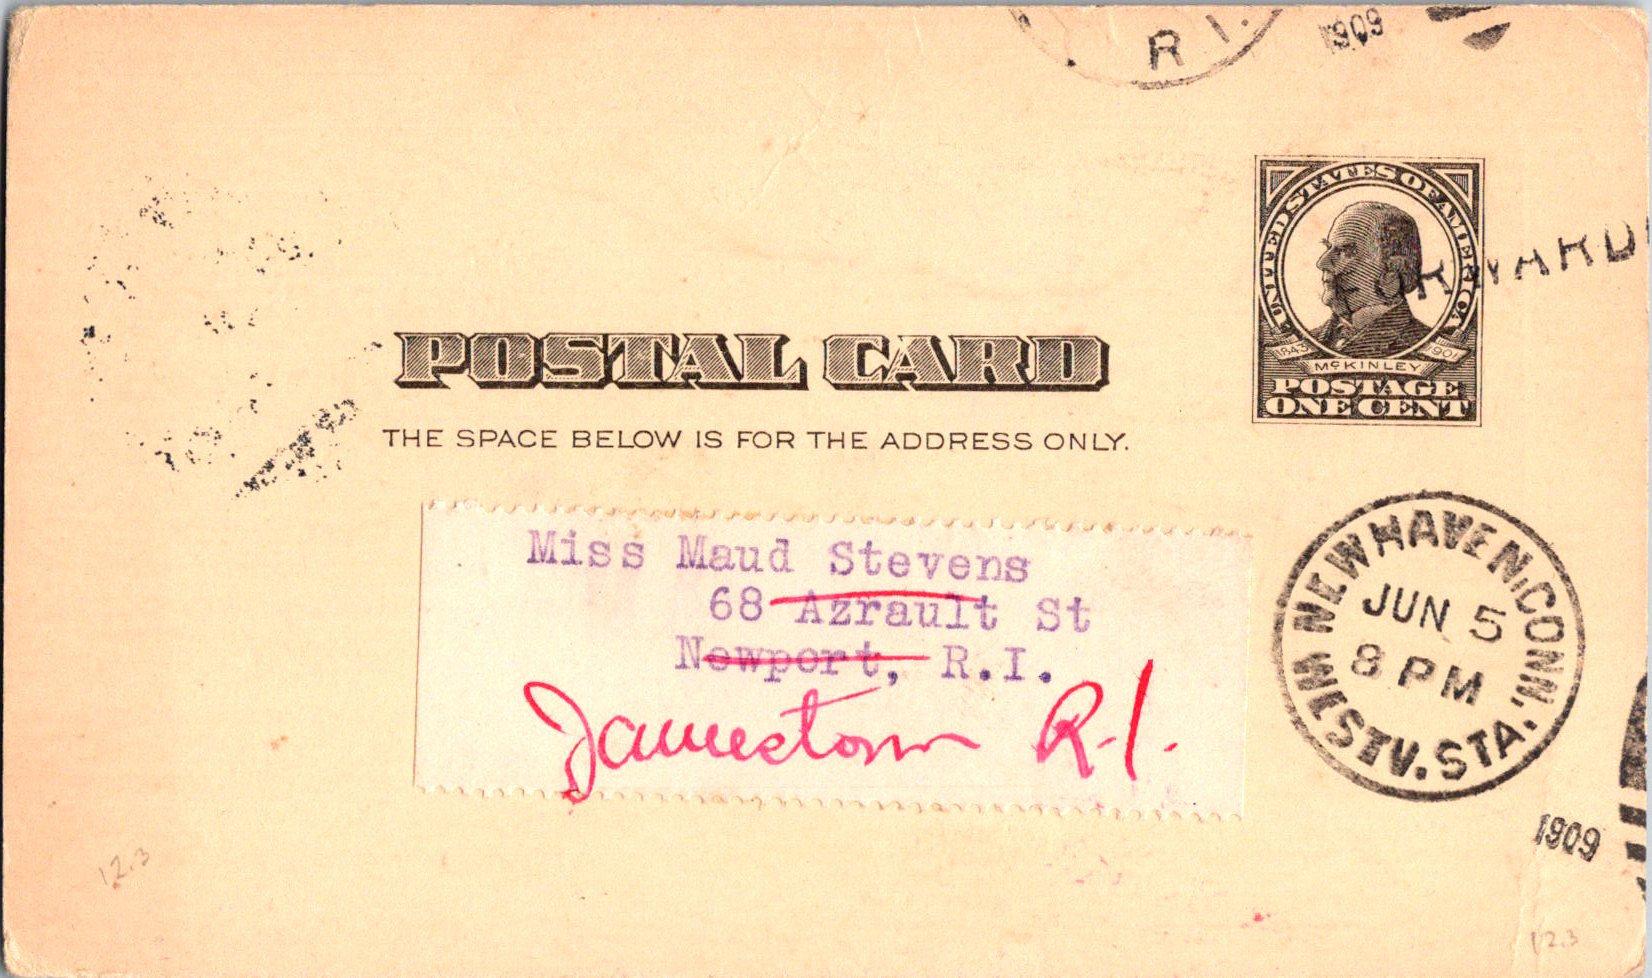 R I.
1909
UNITED STATES OF AMERICA
FORWARD
1843 1901
McKINLEY
POSTAGE
ONE CENT
POSTAL CARD
THE SPACE BELOW IS FOR THE ADDRESS ONLY.
Miss Maud Stevens
68 Azrault St
Newport, R.I.
Jamestown R.I.
NEW HAVEN, CONN.
JUN 5
8 PM
STA.
1909
12.3
12.3